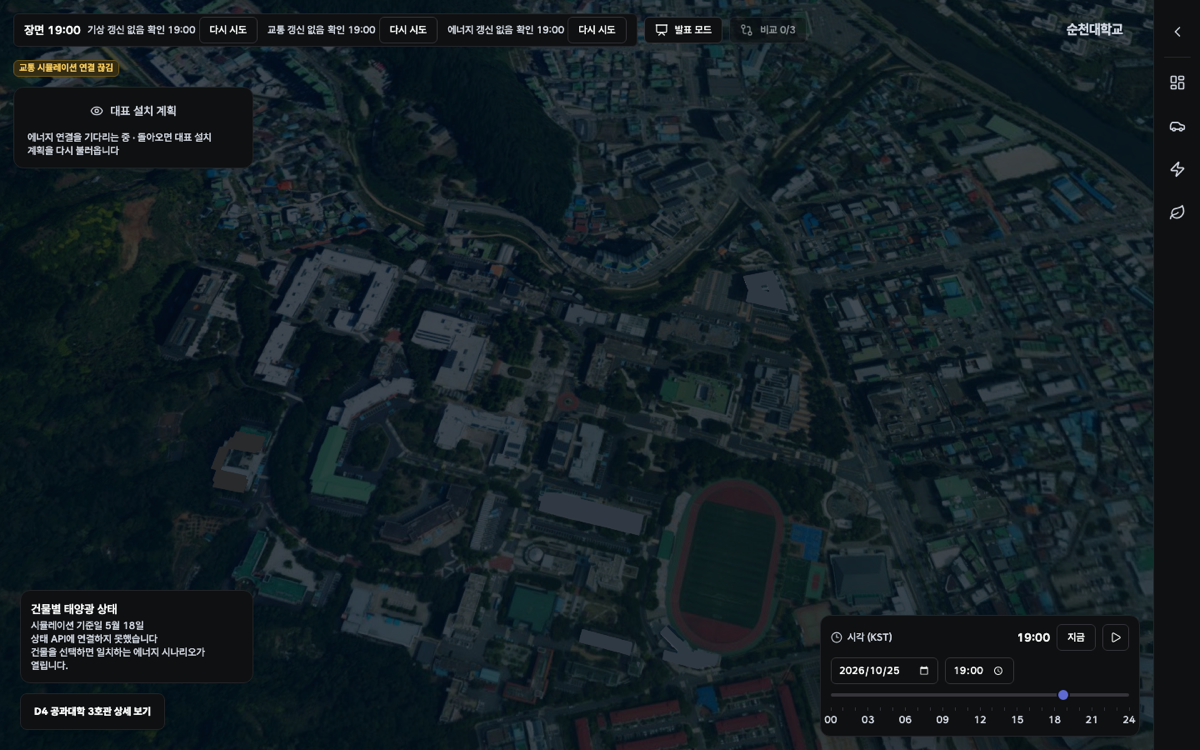 장면 19:00 기상 갱신 없음 확인 19:00 다시 시도 교통 갱신 없음 확인 19:00 다시 시도 에너지 갱신 없음 확인 19:00 다시 시도 발표 모드 비교 0/3 순천대학교
교통 시뮬레이션 연결 끊김
대표 설치 계획
에너지 연결을 기다리는 중 · 돌아오면 대표 설치
계획을 다시 불러옵니다
건물별 태양광 상태
시뮬레이션 기준일 5월 18일
상태 API에 연결하지 못했습니다
건물을 선택하면 일치하는 에너지 시나리오가
열립니다.
D4 공과대학 3호관 상세 보기
시각 (KST) 19:00 지금
2026/10/25 19:00
00 03 06 09 12 15 18 21 24